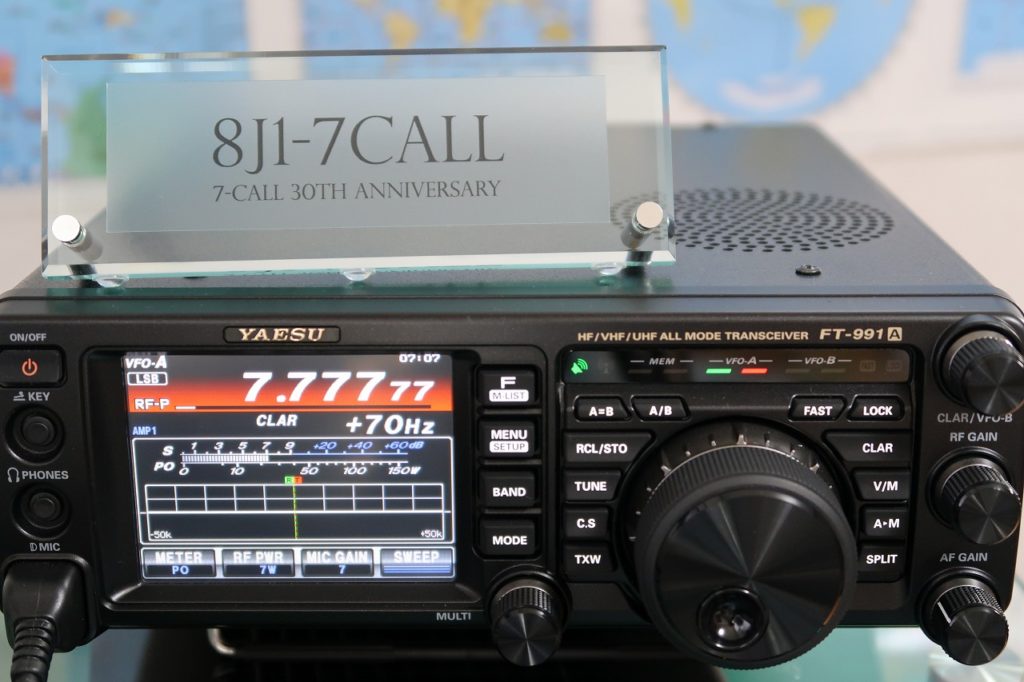 8J1-7CALL
7-CALL 30TH ANNIVERSARY
YAESU
HF/VHF/UHF ALL MODE TRANSCEIVER FT-991A
ON/OFF
KEY
PHONES
MIC
VFO-A 07:07
LSB 7.777.77
RF-P
CLAR +70Hz
AMP1
S 1 3 5 7 9 +20 +40 +60dB
PO 0 10 50 100 150W
R T
-50k +50k
METER RF PWR MIC GAIN SWEEP
PO 7W 7
F
M-LIST
MENU
SETUP
BAND
MODE
MULTI
MEM VFO-A VFO-B
A=B A/B FAST LOCK
RCL/STO CLAR
TUNE V/M
C.S A▶M
TXW SPLIT
CLAR/VFO-B
RF GAIN
AF GAIN